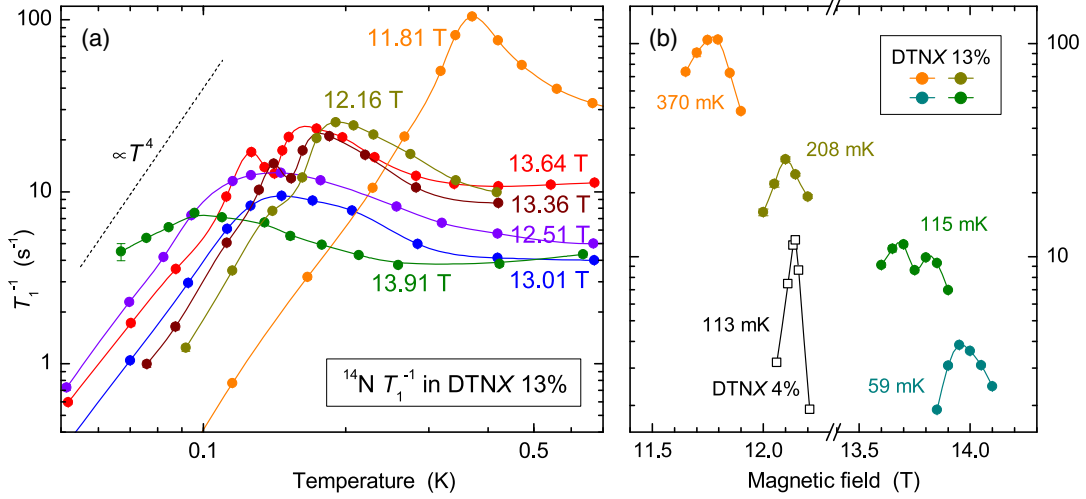 (a)
100
10
1
T₁⁻¹ (s⁻¹)
∝T⁴
11.81 T
12.16 T
13.64 T
13.36 T
12.51 T
13.01 T
13.91 T
¹⁴N T₁⁻¹ in DTNX 13%
0.1
0.5
Temperature (K)
(b)
DTNX 13%
370 mK
208 mK
115 mK
113 mK
DTNX 4%
59 mK
100
10
11.5
12.0
13.5
14.0
Magnetic field (T)